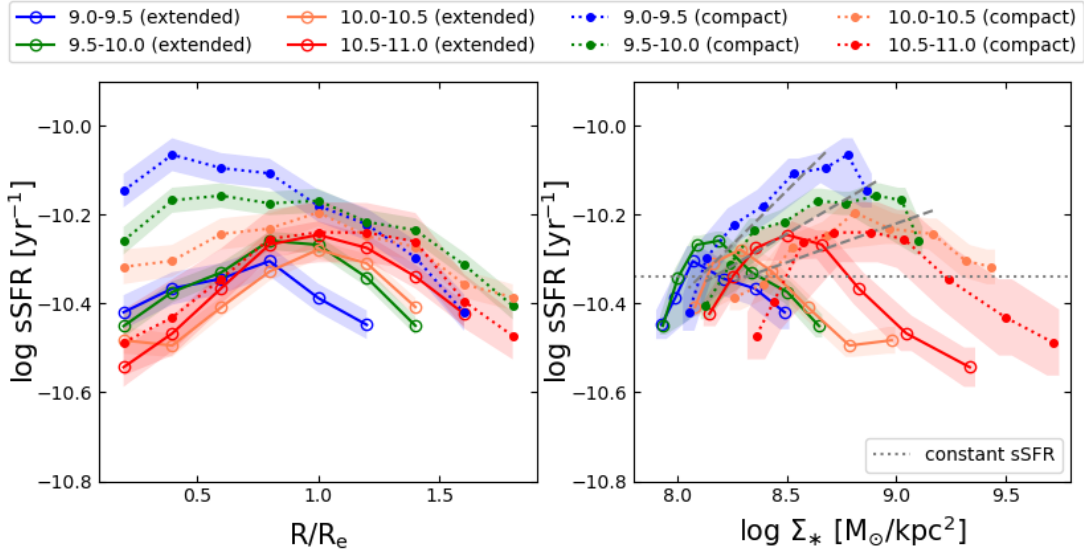 9.0-9.5 (extended) 10.0-10.5 (extended) 9.0-9.5 (compact) 10.0-10.5 (compact)
9.5-10.0 (extended) 10.5-11.0 (extended) 9.5-10.0 (compact) 10.5-11.0 (compact)
log sSFR [yr⁻¹]
−10.0
−10.2
−10.4
−10.6
−10.8
0.5 1.0 1.5
R/Rₑ
log sSFR [yr⁻¹]
−10.0
−10.2
−10.4
−10.6
−10.8
constant sSFR
8.0 8.5 9.0 9.5
log Σ∗ [M⊙/kpc²]